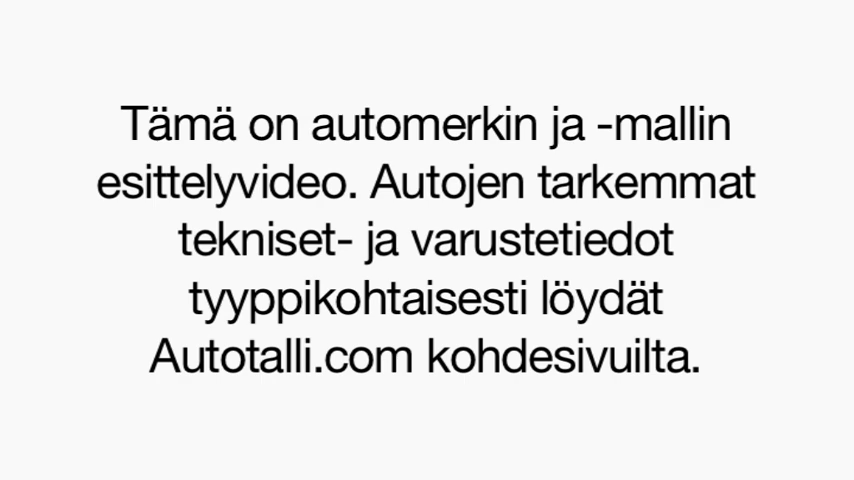 Tämä on automerkin ja -mallin
esittelyvideo. Autojen tarkemmat
tekniset- ja varustetiedot
tyyppikohtaisesti löydät
Autotalli.com kohdesivuilta.